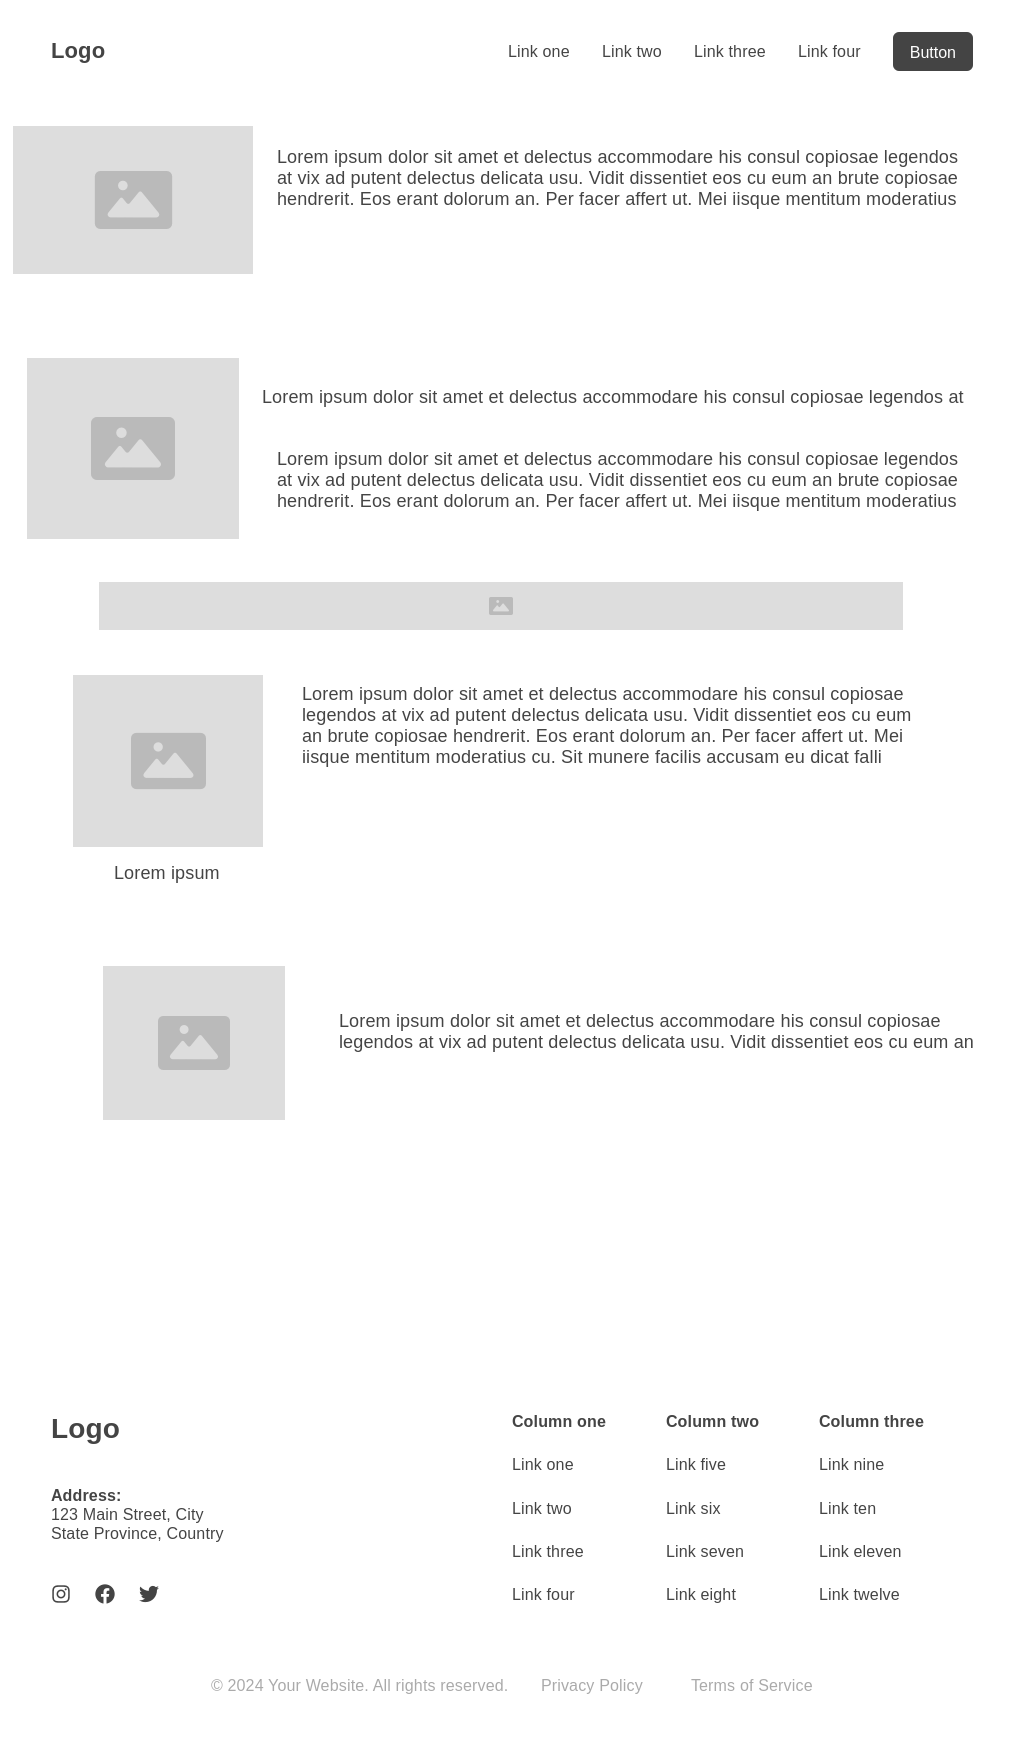 Logo
Link one
Link two
Link three
Link four
Button
Lorem ipsum dolor sit amet et delectus accommodare his consul copiosae legendos
at vix ad putent delectus delicata usu. Vidit dissentiet eos cu eum an brute copiosae
hendrerit. Eos erant dolorum an. Per facer affert ut. Mei iisque mentitum moderatius
Lorem ipsum dolor sit amet et delectus accommodare his consul copiosae legendos at
Lorem ipsum dolor sit amet et delectus accommodare his consul copiosae legendos
at vix ad putent delectus delicata usu. Vidit dissentiet eos cu eum an brute copiosae
hendrerit. Eos erant dolorum an. Per facer affert ut. Mei iisque mentitum moderatius
Lorem ipsum dolor sit amet et delectus accommodare his consul copiosae
legendos at vix ad putent delectus delicata usu. Vidit dissentiet eos cu eum
an brute copiosae hendrerit. Eos erant dolorum an. Per facer affert ut. Mei
iisque mentitum moderatius cu. Sit munere facilis accusam eu dicat falli
Lorem ipsum
Lorem ipsum dolor sit amet et delectus accommodare his consul copiosae
legendos at vix ad putent delectus delicata usu. Vidit dissentiet eos cu eum an
Logo
Address:
123 Main Street, City
State Province, Country
Column one
Link one
Link two
Link three
Link four
Column two
Link five
Link six
Link seven
Link eight
Column three
Link nine
Link ten
Link eleven
Link twelve
© 2024 Your Website. All rights reserved.
Privacy Policy
Terms of Service